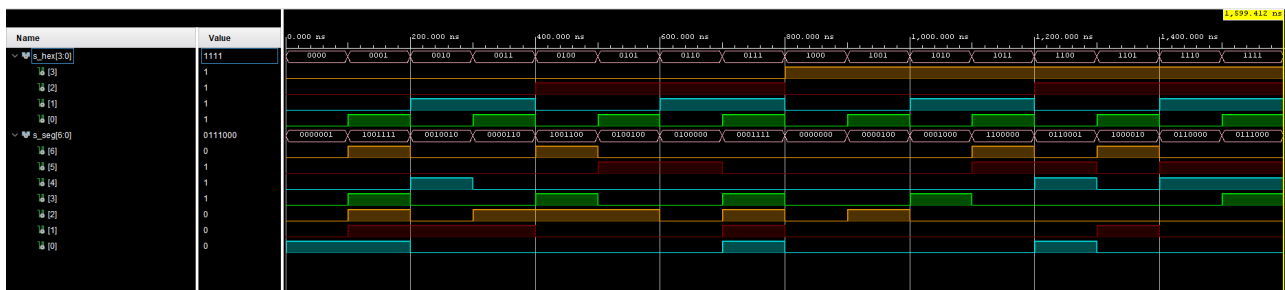 1,599.412 ns
Name Value 0.000 ns 200.000 ns 400.000 ns 600.000 ns 800.000 ns 1,000.000 ns 1,200.000 ns 1,400.000 ns
s_hex[3:0] 1111 0000 0001 0010 0011 0100 0101 0110 0111 1000 1001 1010 1011 1100 1101 1110 1111
[3] 1
[2] 1
[1] 1
[0] 1
s_seg[6:0] 0111000 0000001 1001111 0010010 0000110 1001100 0100100 0100000 0001111 0000000 0000100 0001000 1100000 0110001 1000010 0110000 0111000
[6] 0
[5] 1
[4] 1
[3] 1
[2] 0
[1] 0
[0] 0